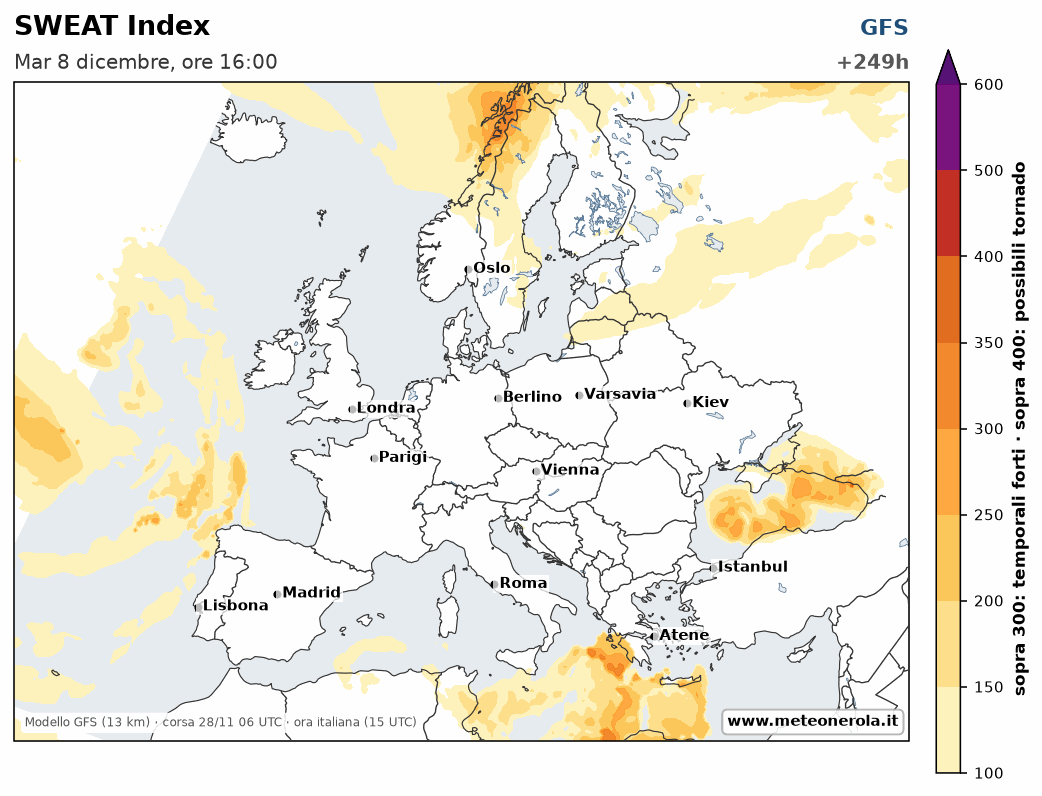 SWEAT Index
GFS
Mar 8 dicembre, ore 16:00
+249h
600
500
400
350
300
250
200
150
100
sopra 300: temporali forti · sopra 400: possibili tornado
Oslo
Berlino
Varsavia
Kiev
Londra
Parigi
Vienna
Istanbul
Roma
Madrid
Lisbona
Atene
Modello GFS (13 km) · corsa 28/11 06 UTC · ora italiana (15 UTC)
www.meteonerola.it